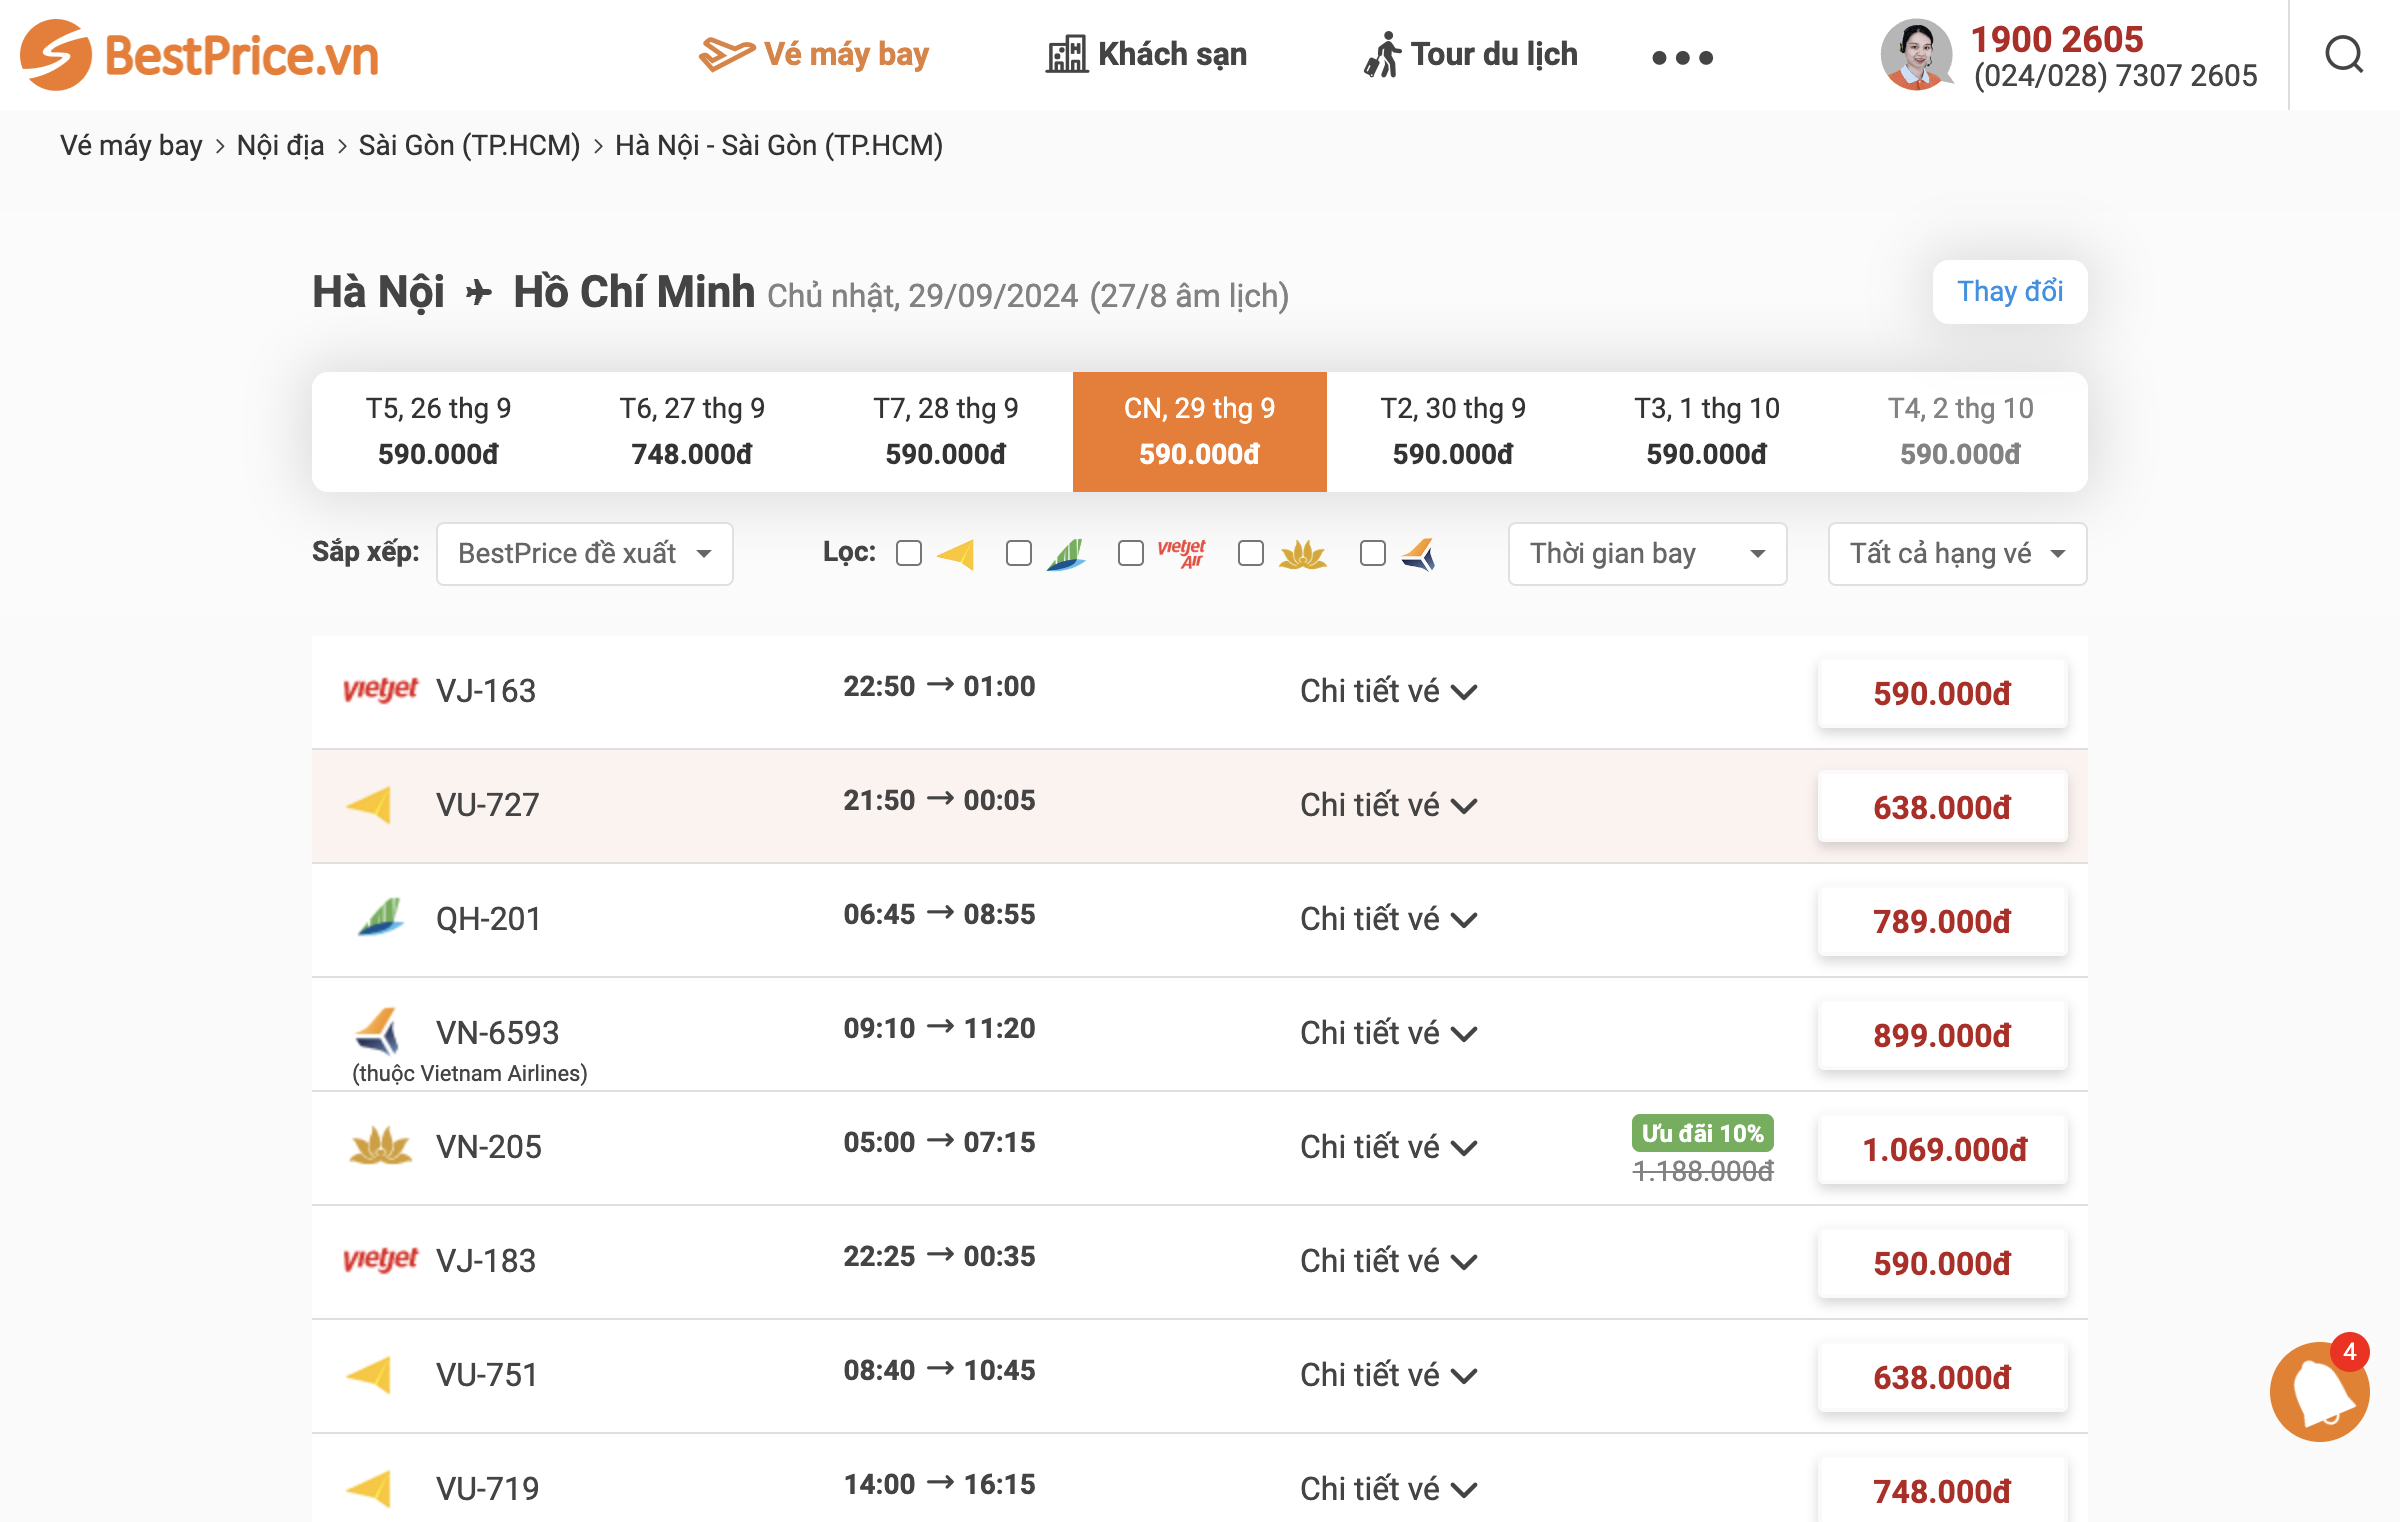 BestPrice.vn
Vé máy bay
Khách sạn
Tour du lịch
1900 2605
(024/028) 7307 2605
Vé máy bay > Nội địa > Sài Gòn (TP.HCM) > Hà Nội - Sài Gòn (TP.HCM)
Hà Nội Hồ Chí Minh Chủ nhật, 29/09/2024 (27/8 âm lịch)
Thay đổi
T5, 26 thg 9
590.000đ
T6, 27 thg 9
748.000đ
T7, 28 thg 9
590.000đ
CN, 29 thg 9
590.000đ
T2, 30 thg 9
590.000đ
T3, 1 thg 10
590.000đ
T4, 2 thg 10
590.000đ
Sắp xếp: BestPrice đề xuất
Lọc: vietjet Air
Thời gian bay
Tất cả hạng vé
vietjet VJ-163 22:50 → 01:00 Chi tiết vé 590.000đ
VU-727 21:50 → 00:05 Chi tiết vé 638.000đ
QH-201 06:45 → 08:55 Chi tiết vé 789.000đ
VN-6593 09:10 → 11:20 Chi tiết vé 899.000đ
(thuộc Vietnam Airlines)
VN-205 05:00 → 07:15 Chi tiết vé Ưu đãi 10% 1.069.000đ
1.188.000đ
vietjet VJ-183 22:25 → 00:35 Chi tiết vé 590.000đ
VU-751 08:40 → 10:45 Chi tiết vé 638.000đ
4
VU-719 14:00 → 16:15 Chi tiết vé 748.000đ